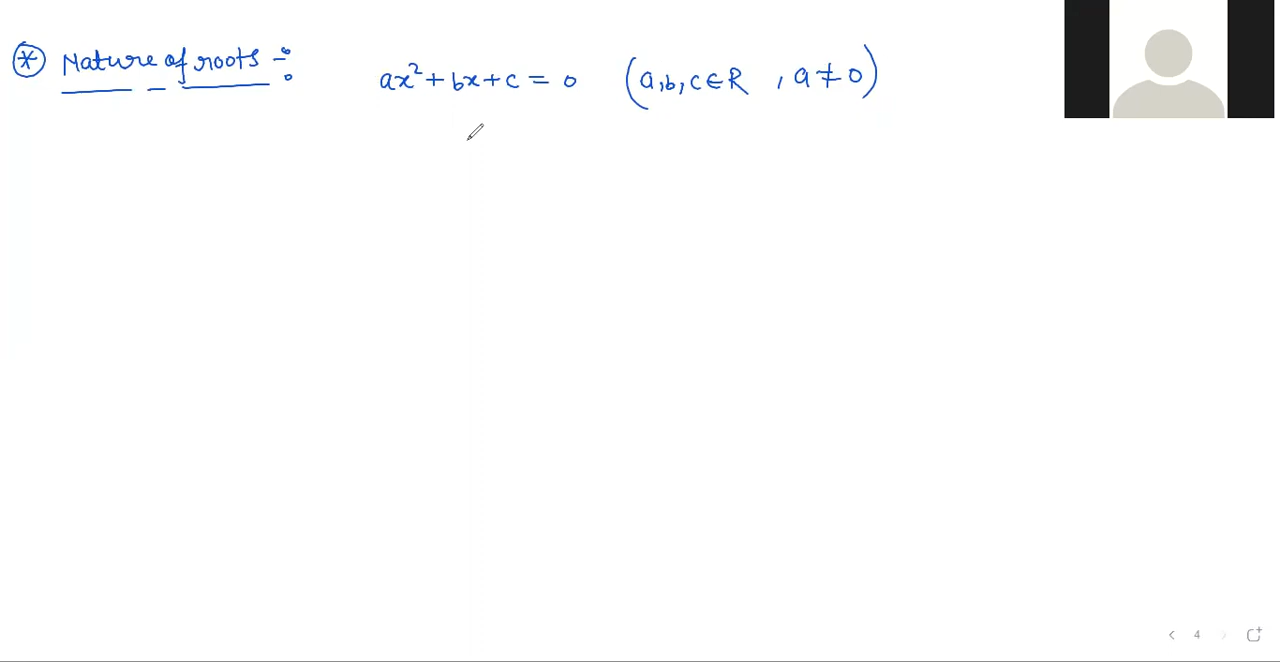 * Nature of roots :- ax² + bx + c = 0 (a,b,c ∈ R , a ≠ 0)
4